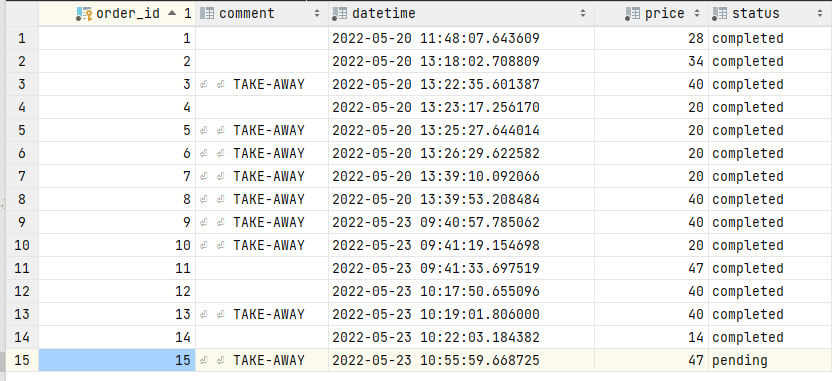 order_id 1 comment datetime price status
1 1 2022-05-20 11:48:07.643609 28 completed
2 2 2022-05-20 13:18:02.708809 34 completed
3 3 ⏎ ⏎ TAKE-AWAY 2022-05-20 13:22:35.601387 40 completed
4 4 2022-05-20 13:23:17.256170 20 completed
5 5 ⏎ ⏎ TAKE-AWAY 2022-05-20 13:25:27.644014 20 completed
6 6 ⏎ ⏎ TAKE-AWAY 2022-05-20 13:26:29.622582 20 completed
7 7 ⏎ ⏎ TAKE-AWAY 2022-05-20 13:39:10.092066 20 completed
8 8 ⏎ ⏎ TAKE-AWAY 2022-05-20 13:39:53.208484 40 completed
9 9 ⏎ ⏎ TAKE-AWAY 2022-05-23 09:40:57.785062 40 completed
10 10 ⏎ ⏎ TAKE-AWAY 2022-05-23 09:41:19.154698 20 completed
11 11 2022-05-23 09:41:33.697519 47 completed
12 12 2022-05-23 10:17:50.655096 40 completed
13 13 ⏎ ⏎ TAKE-AWAY 2022-05-23 10:19:01.806000 40 completed
14 14 2022-05-23 10:22:03.184382 14 completed
15 15 ⏎ ⏎ TAKE-AWAY 2022-05-23 10:55:59.668725 47 pending